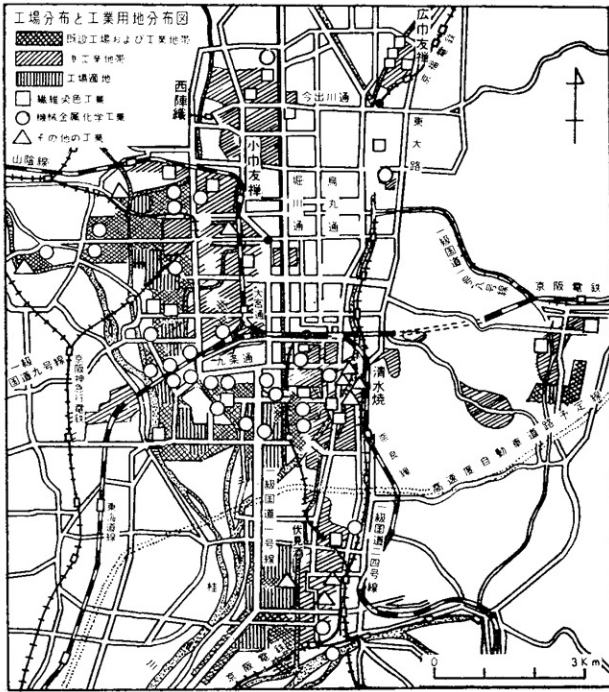 工場分布と工業用地分布図
既設工場および工業地帯
準工業地帯
工場適地
繊維染色工業
機械金属化学工業
その他の工業
広巾友禅
西陣織
今出川通
東大路
小巾友禅
山陰線
堀川通
烏丸通
一級国道一号八号線
京阪電鉄
大宮通
一級国道九号線
京阪神急行電鉄
九条通
清水焼
奈良線
高速度自動車道路予定線
東海道線
一級国道一号線
伏見
一級国道二四号線
桂
川
京阪電鉄
0
3Km